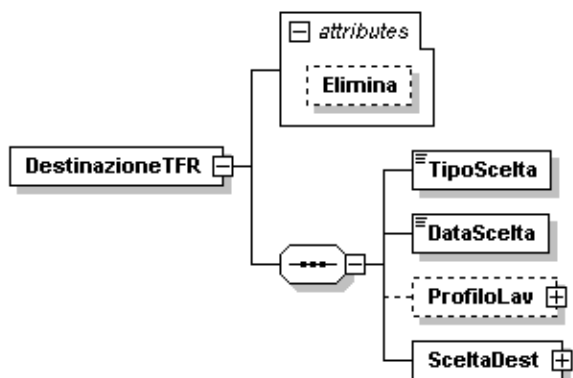 attributes
Elimina
DestinazioneTFR
TipoScelta
DataScelta
ProfiloLav
SceltaDest